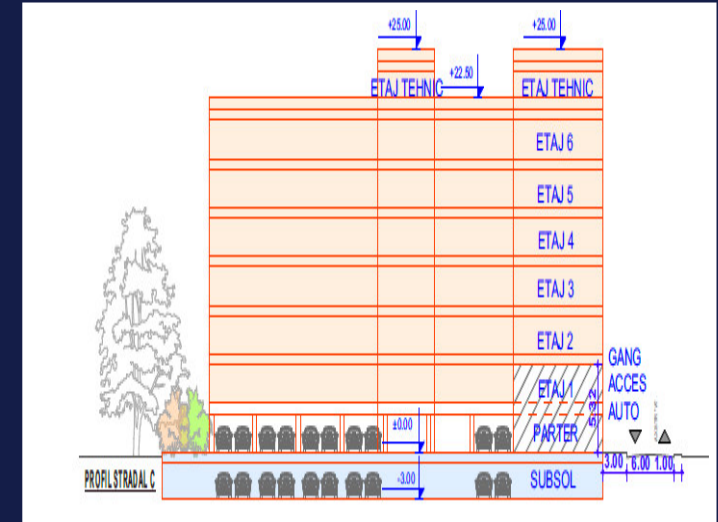 +25.00
+25.00
+22.50
ETAJ TEHNIC
ETAJ TEHNIC
ETAJ 6
ETAJ 5
ETAJ 4
ETAJ 3
ETAJ 2
GANG
ETAJ 1
ACCES
AUTO
5.32
±0.00
PARTER
3.00 6.00 1.00
-3.00
SUBSOL
PROFIL STRADAL C